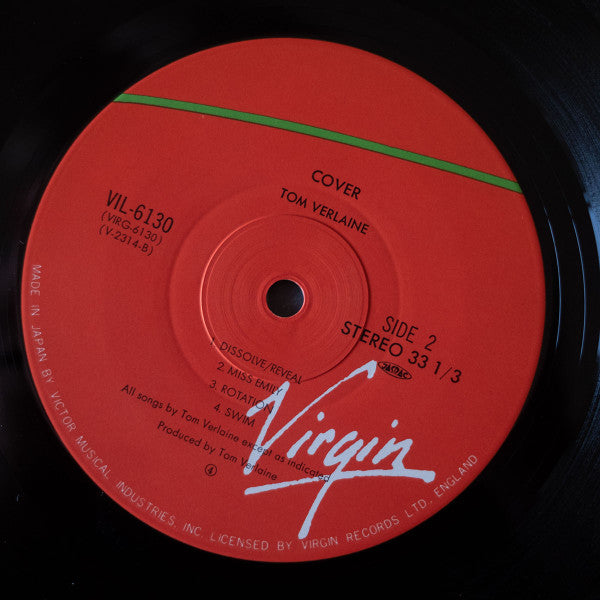 COVER
TOM VERLAINE
VIL-6130
(VIRG-6130)
(V-2314-B)
SIDE 2
STEREO 33 1/3
JASRAC
1. DISSOLVE/REVEAL
2. MISS EMILY
3. ROTATION
4. SWIM
All songs by Tom Verlaine except as indicated
Produced by Tom Verlaine
Virgin
MADE IN JAPAN BY VICTOR MUSICAL INDUSTRIES, INC. LICENSED BY VIRGIN RECORDS LTD., ENGLAND